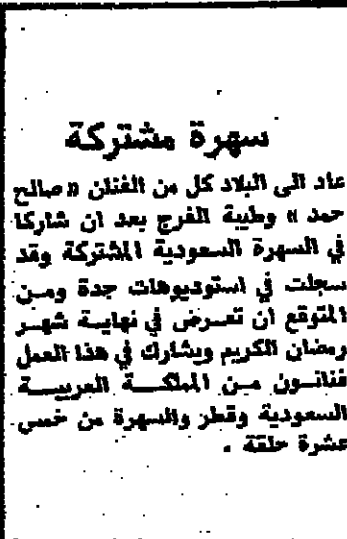 سهرة مشتركة
عاد الى البلاد كل من الفنان « صالح
حمد » وطيبة الفرج بعد ان شاركا
في السهرة السعودية المشتركة وقد
سجلت في استوديوهات جدة ومن
المتوقع أن تعرض في نهاية شهر
رمضان الكريم ويشارك في هذا العمل
فنانون من المملكة العربية
السعودية وقطر والسهرة من خمس
عشرة حلقة .